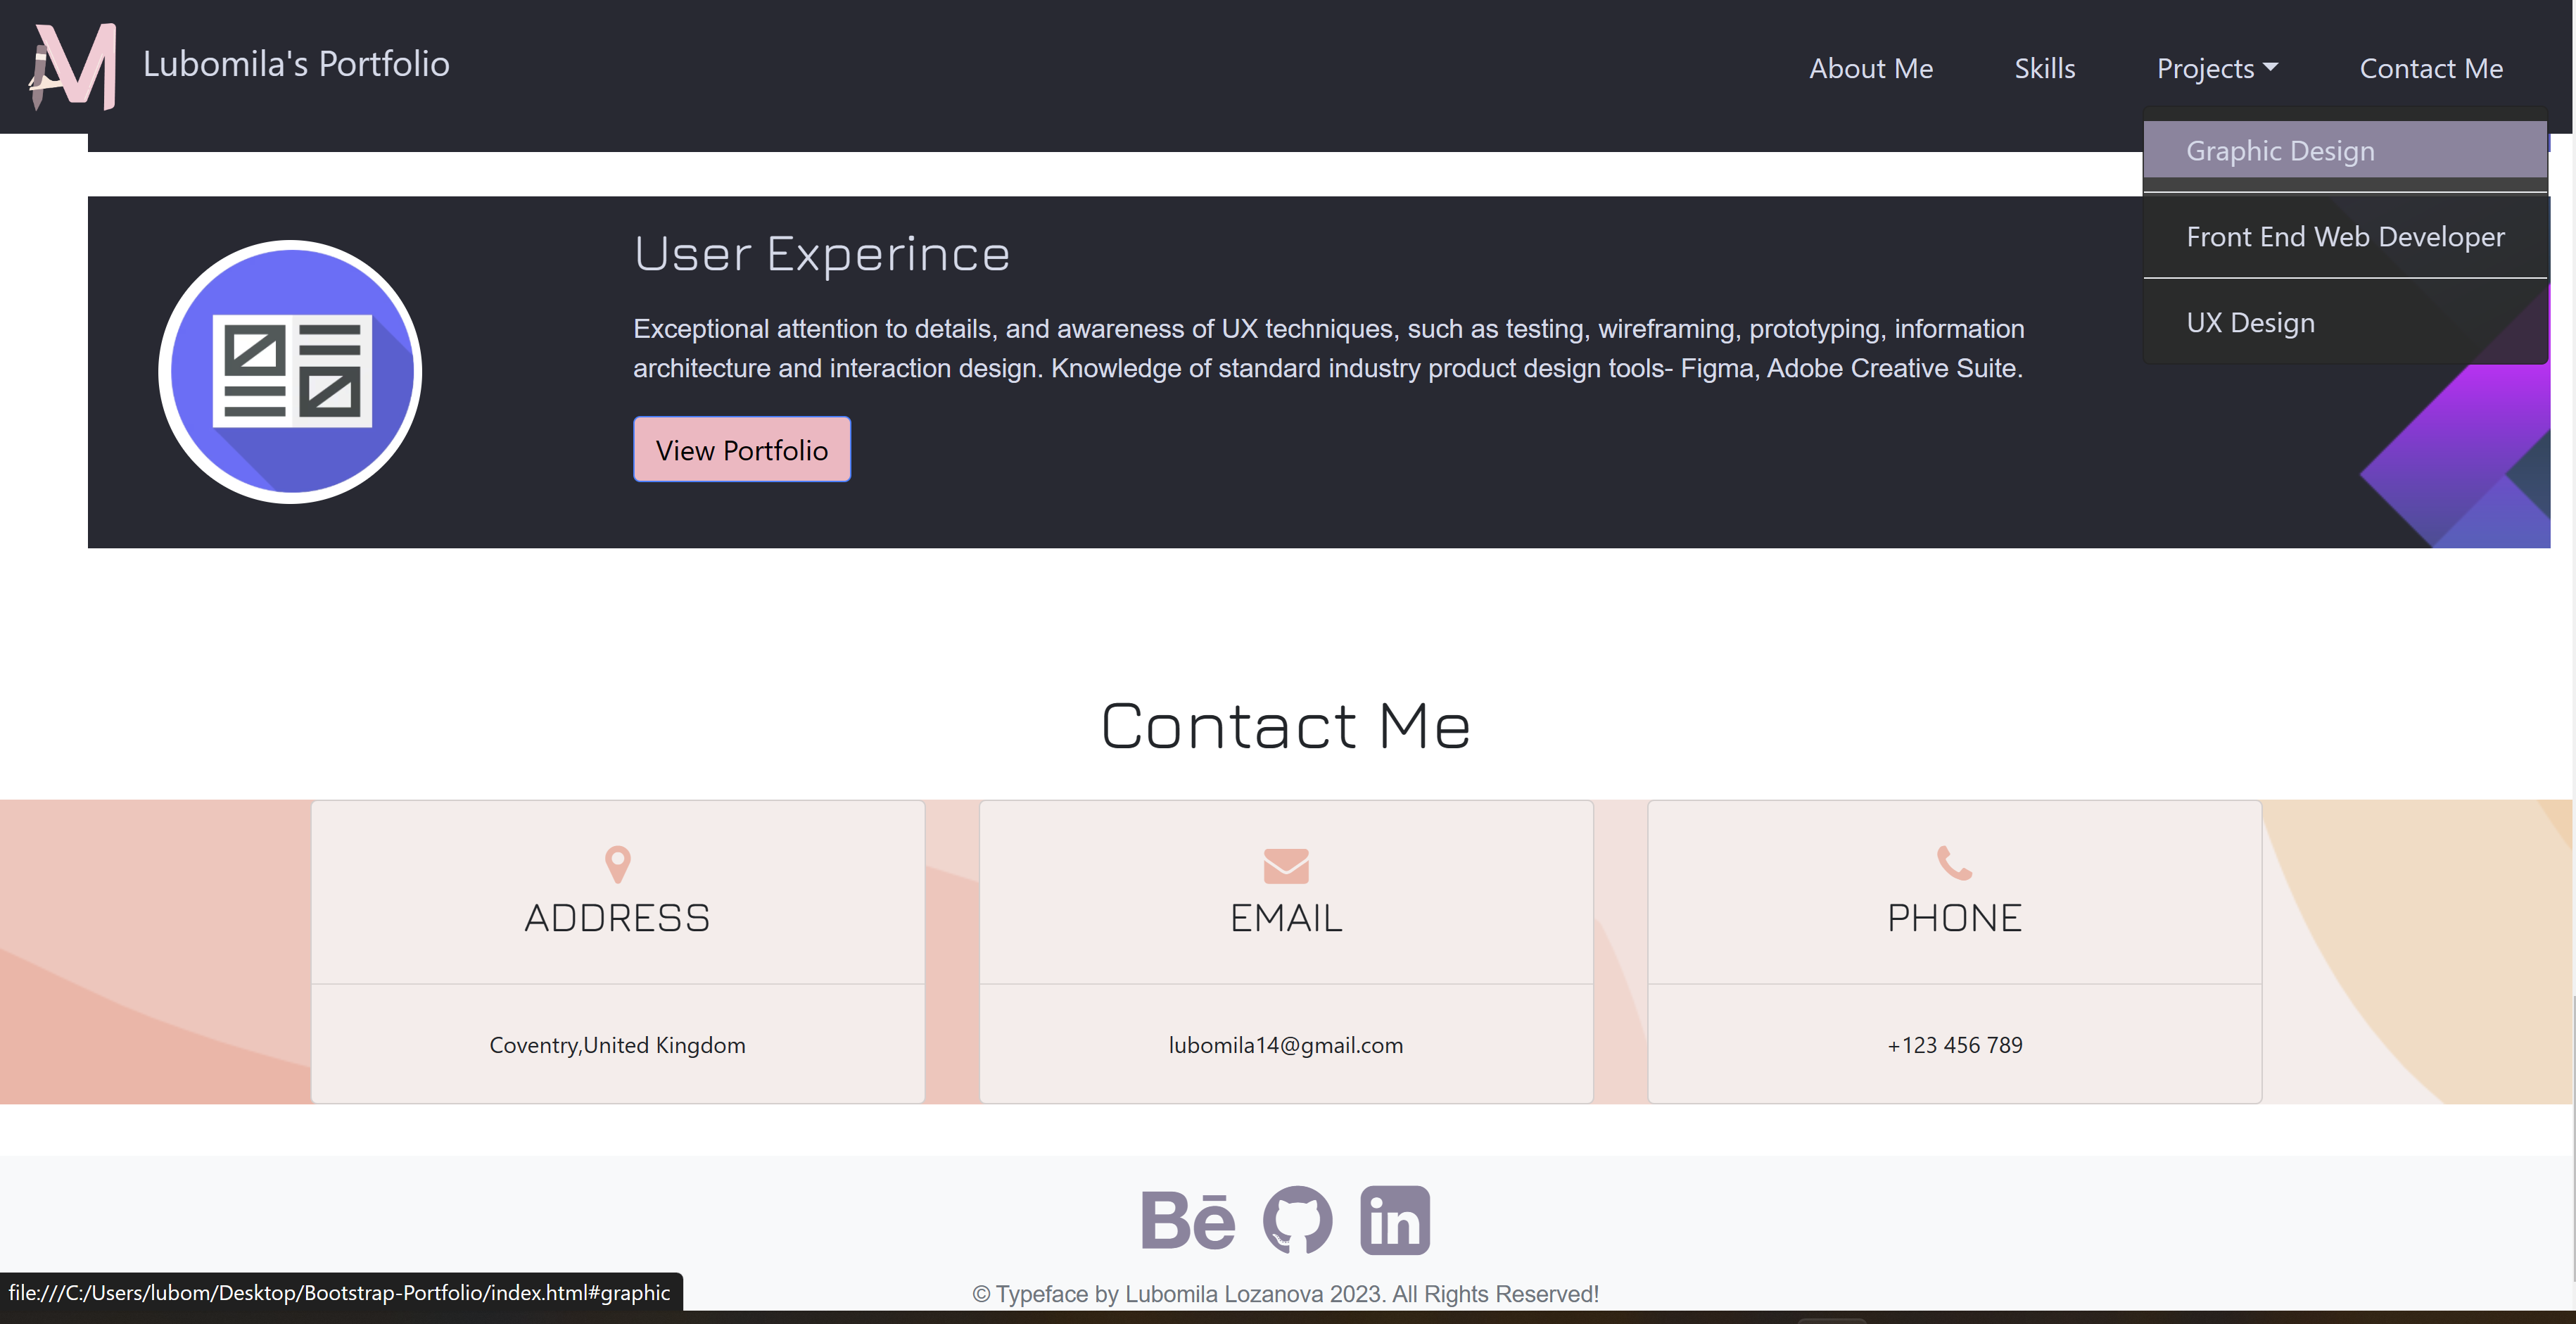 Lubomila's Portfolio
About Me
Skills
Projects
Contact Me
Graphic Design
Front End Web Developer
UX Design
User Experince
Exceptional attention to details, and awareness of UX techniques, such as testing, wireframing, prototyping, information
architecture and interaction design. Knowledge of standard industry product design tools- Figma, Adobe Creative Suite.
View Portfolio
Contact Me
ADDRESS
Coventry,United Kingdom
EMAIL
lubomila14@gmail.com
PHONE
+123 456 789
Bē
in
© Typeface by Lubomila Lozanova 2023. All Rights Reserved!
file:///C:/Users/lubom/Desktop/Bootstrap-Portfolio/index.html#graphic